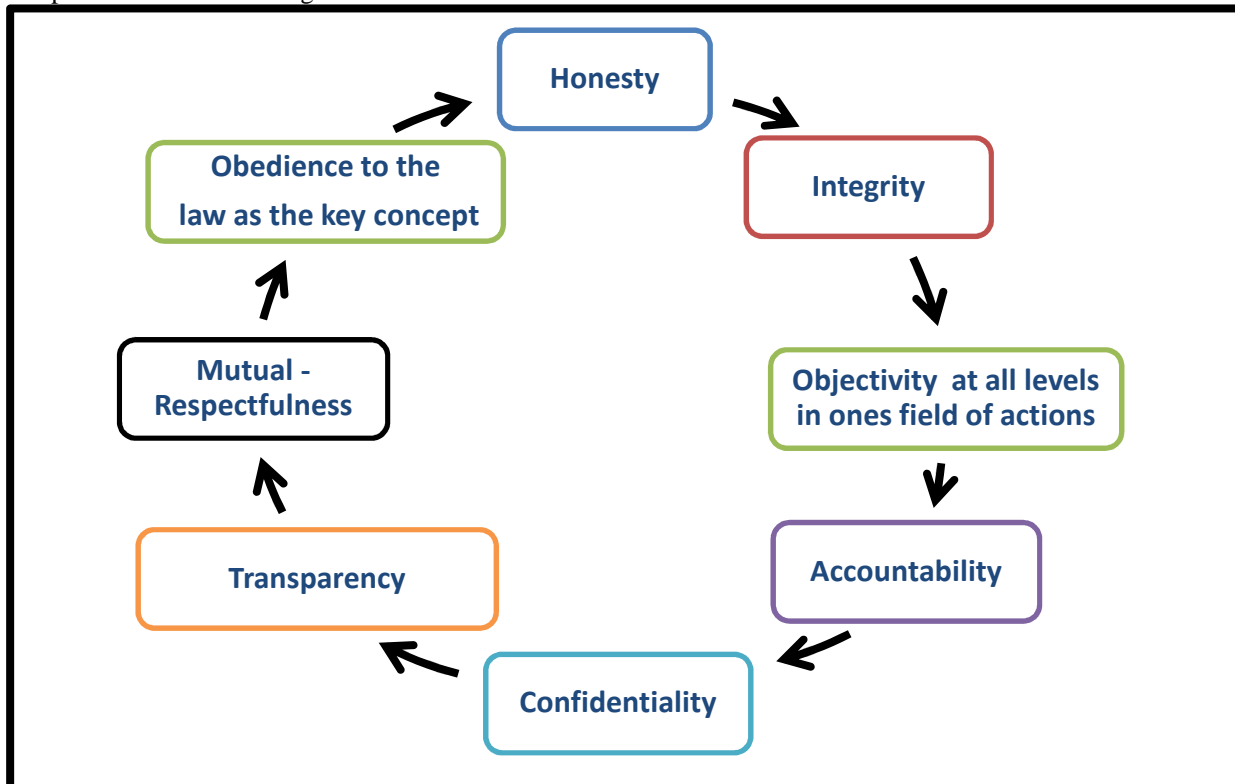 Honesty
Integrity
Objectivity at all levels
in ones field of actions
Accountability
Confidentiality
Transparency
Mutual -
Respectfulness
Obedience to the
law as the key concept